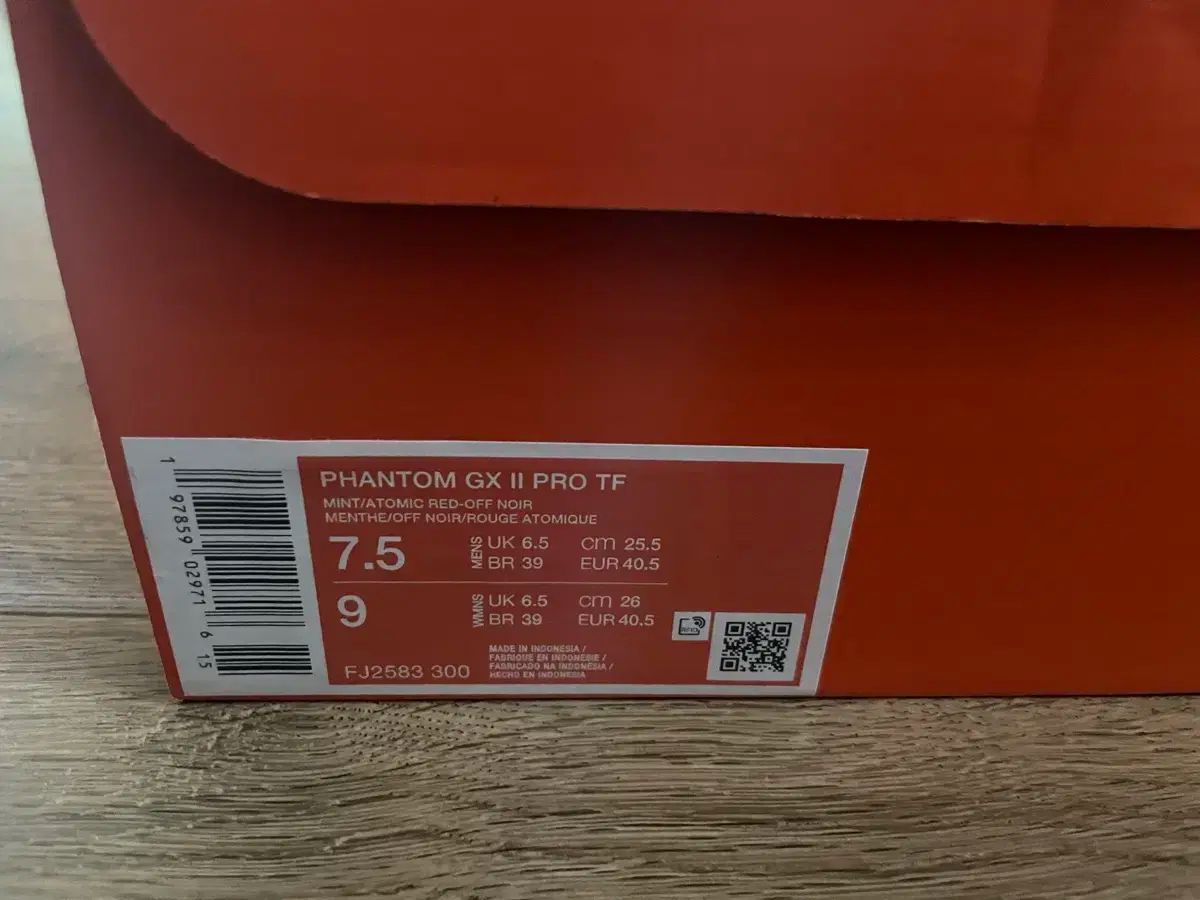 1 97859 02971 6 15
PHANTOM GX II PRO TF
MINT/ATOMIC RED-OFF NOIR
MENTHE/OFF NOIR/ROUGE ATOMIQUE
7.5 MENS UK 6.5 cm 25.5
BR 39 EUR 40.5
9 WMNS UK 6.5 cm 26
BR 39 EUR 40.5
RFID
FJ2583 300
MADE IN INDONESIA /
FABRIQUE EN INDONESIE /
FABRICADO NA INDONÉSIA /
HECHO EN INDONESIA